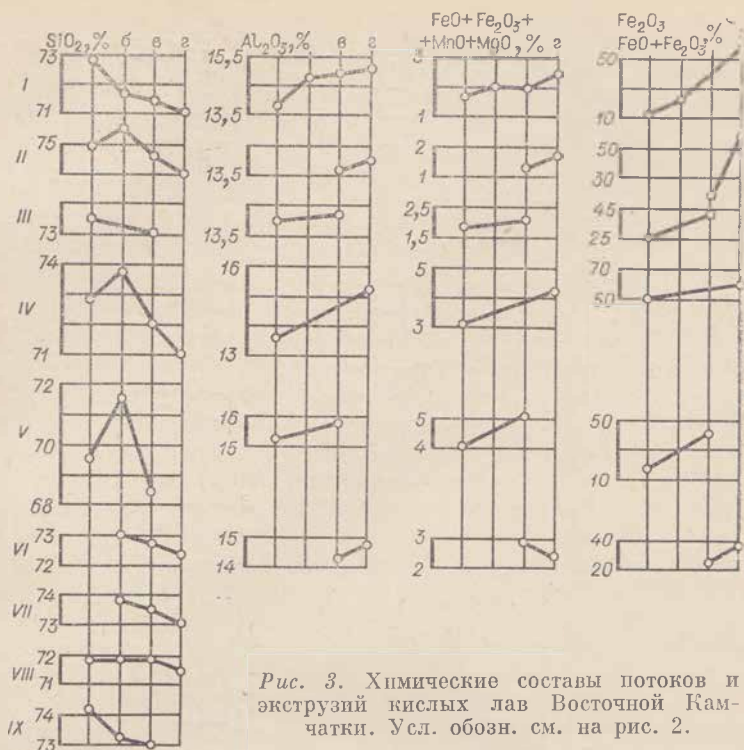 SiO₂, % б в г
Al₂O₃, % в г
FeO + Fe₂O₃ +
+ MnO + MgO, % г
Fe₂O₃
FeO + Fe₂O₃, %
73 15,5 50
I
71 13,5 1 10
75 2 50
II
13,5 1 30
III
2,5 45
73 13,5 1,5 25
74 16 5 70
IV
71 13 3 50
72
V
16 5 50
70 15 4 10
68
VI
73 15 3 40
72 14 2 20
VII
74
73
VIII
72
71
IX
74
73
Рис. 3. Химические составы потоков и
экструзий кислых лав Восточной Кам-
чатки. Усл. обозн. см. на рис. 2.